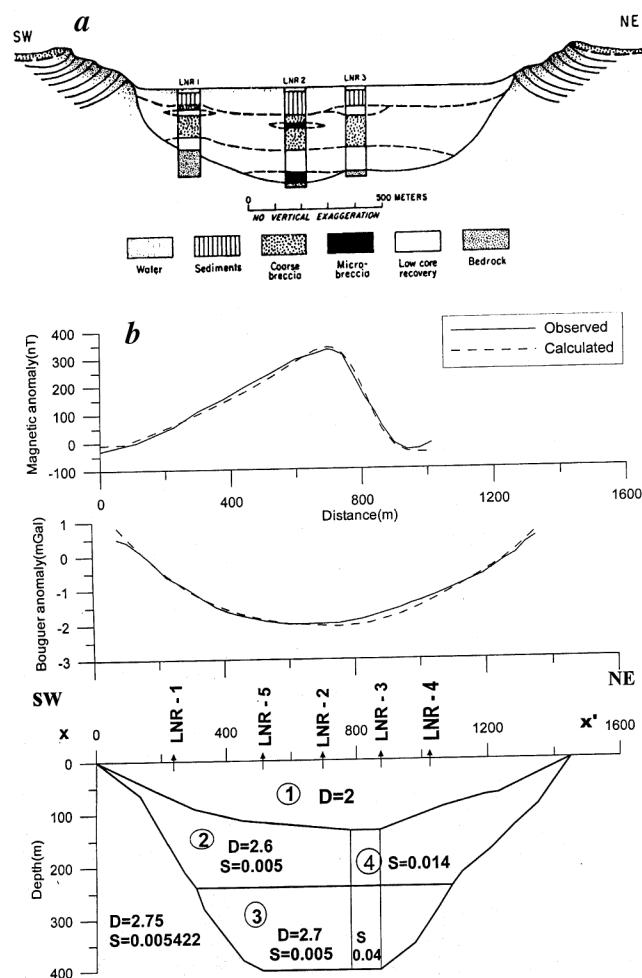 a
SW
NE
LNR 1
LNR 2
LNR 3
0 500 METERS
NO VERTICAL EXAGGERATION
Water
Sediments
Coarse breccia
Micro-breccia
Low core recovery
Bedrock
b
Observed
Calculated
Magnetic anomaly(nT)
400
300
200
100
0
-100
0 400 800 1200 1600
Distance(m)
Bouguer anomaly(mGal)
1
0
-1
-2
-3
SW
NE
LNR - 1
LNR - 5
LNR - 2
LNR - 3
LNR - 4
X
X'
0 400 800 1200 1600
Depth(m)
0
100
200
300
400
1 D=2
2 D=2.6
S=0.005
4 S=0.014
3 D=2.7
S=0.005
S
0.04
D=2.75
S=0.005422